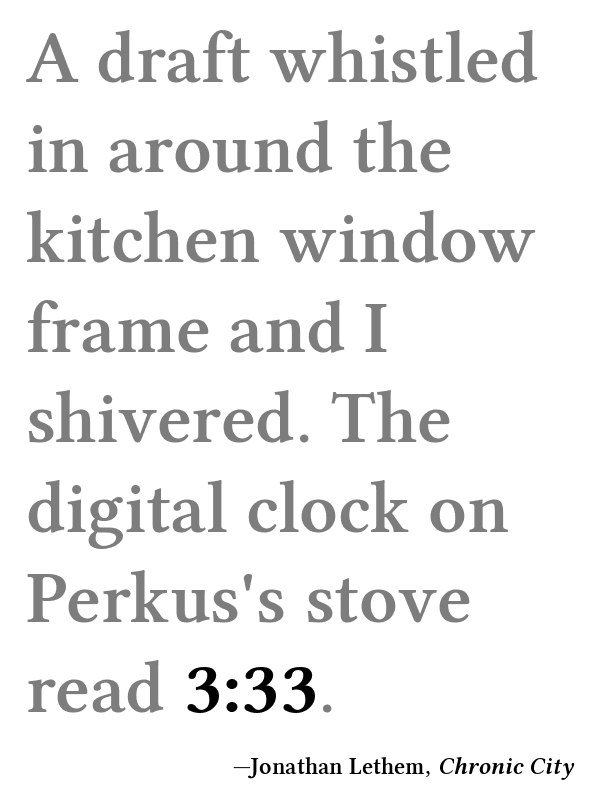 A draft whistled
in around the
kitchen window
frame and I
shivered. The
digital clock on
Perkus's stove
read 3:33.
—Jonathan Lethem, Chronic City